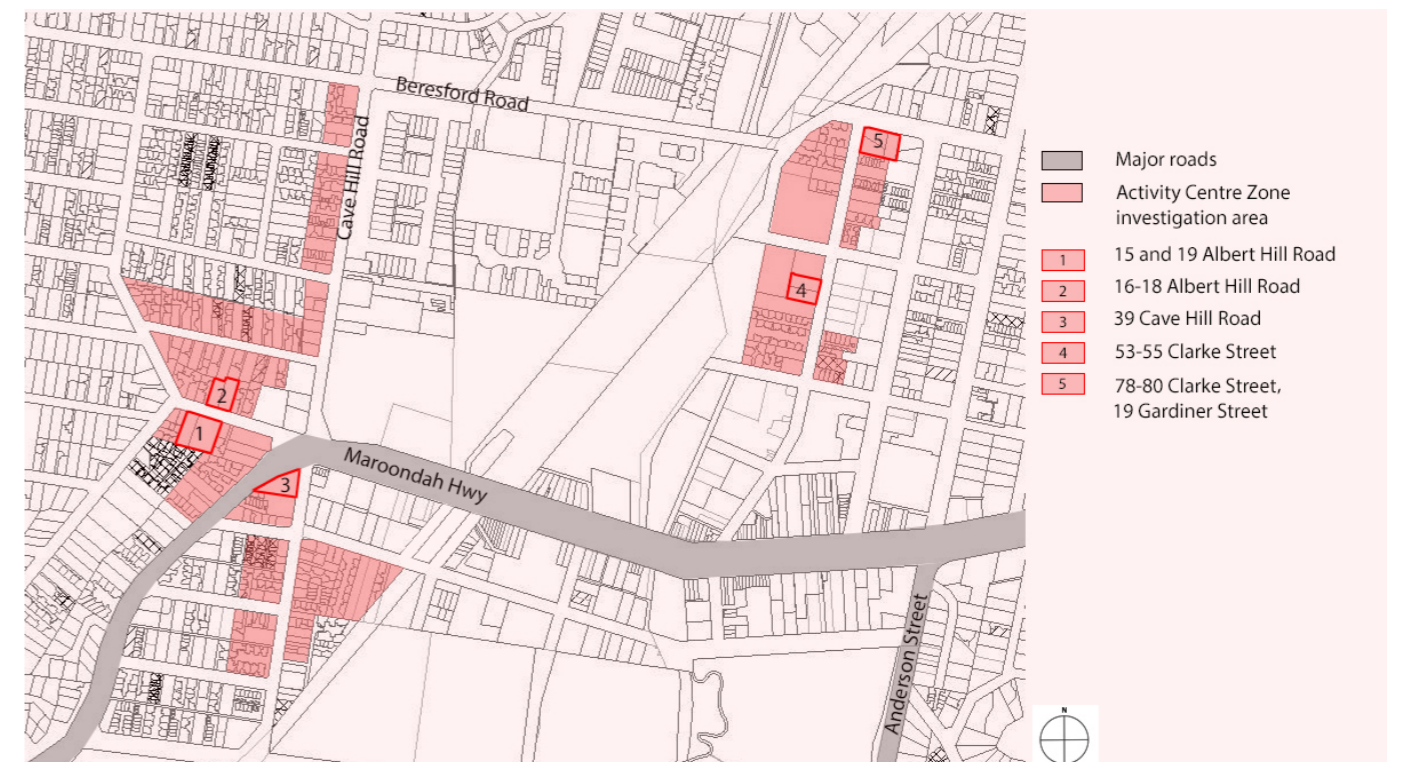 Beresford Road
Cave Hill Road
5
4
2
1
3
Maroondah Hwy
Anderson Street
Major roads
Activity Centre Zone
investigation area
1 15 and 19 Albert Hill Road
2 16-18 Albert Hill Road
3 39 Cave Hill Road
4 53-55 Clarke Street
5 78-80 Clarke Street,
19 Gardiner Street
N